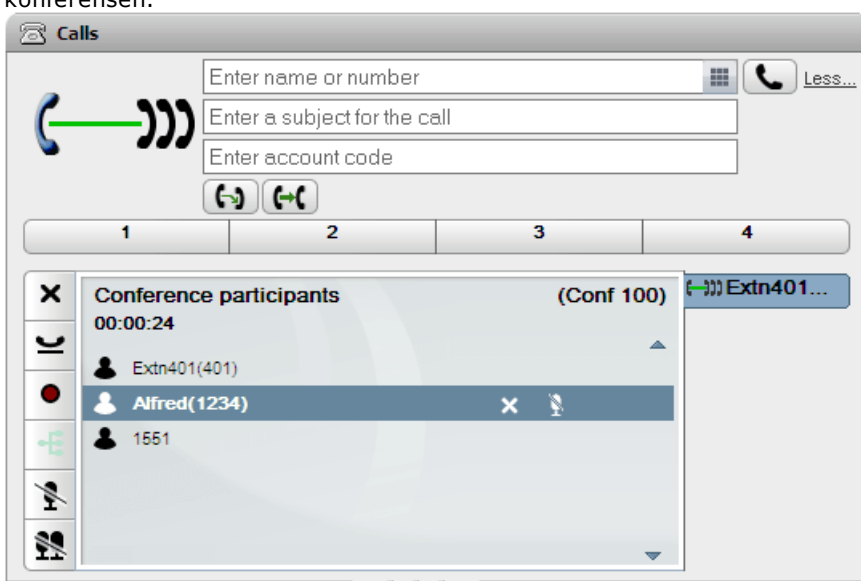 konferensen.
Calls
Enter name or number
Less...
Enter a subject for the call
Enter account code
1 2 3 4
Conference participants (Conf 100)
Extn401...
00:00:24
Extn401(401)
Alfred(1234)
1551